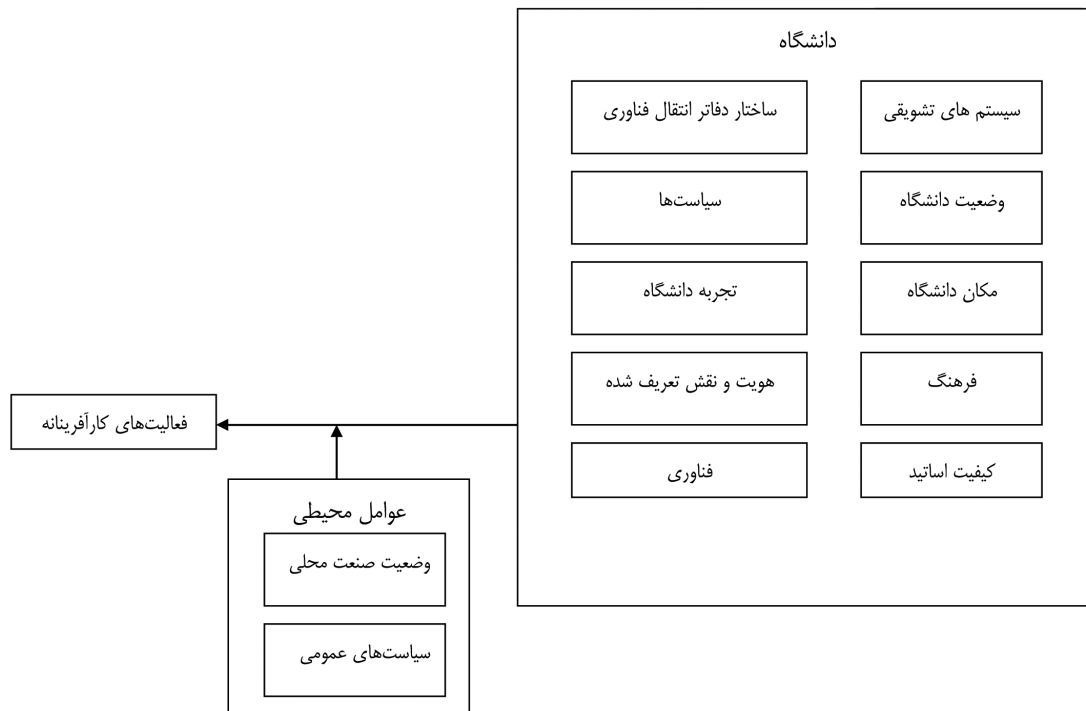 دانشگاه
سیستم های تشویقی
ساختار دفاتر انتقال فناوری
وضعیت دانشگاه
سیاست‌ها
مکان دانشگاه
تجربه دانشگاه
فرهنگ
هویت و نقش تعریف شده
کیفیت اساتید
فناوری
فعالیت‌های کارآفرینانه
عوامل محیطی
وضعیت صنعت محلی
سیاست‌های عمومی